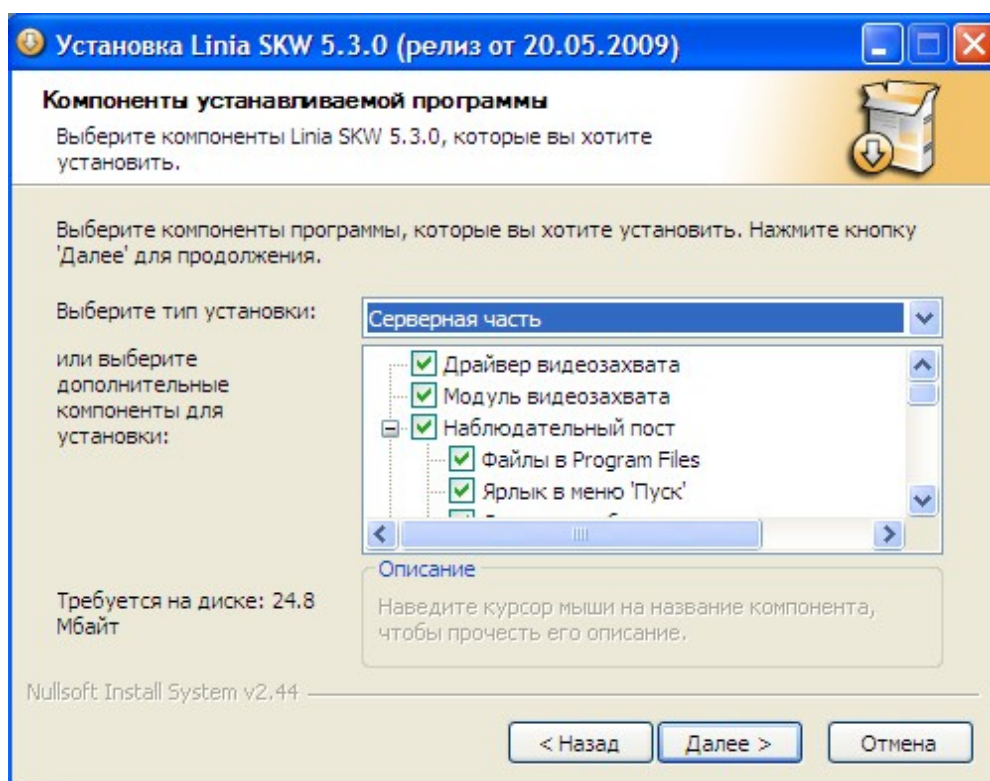 Установка Linia SKW 5.3.0 (релиз от 20.05.2009)
Компоненты устанавливаемой программы
Выберите компоненты Linia SKW 5.3.0, которые вы хотите
установить.
Выберите компоненты программы, которые вы хотите установить. Нажмите кнопку
'Далее' для продолжения.
Выберите тип установки:
Серверная часть
или выберите
дополнительные
компоненты для
установки:
Драйвер видеозахвата
Модуль видеозахвата
Наблюдательный пост
Файлы в Program Files
Ярлык в меню 'Пуск'
Требуется на диске: 24.8
Мбайт
Описание
Наведите курсор мыши на название компонента,
чтобы прочесть его описание.
Nullsoft Install System v2.44
< Назад
Далее >
Отмена